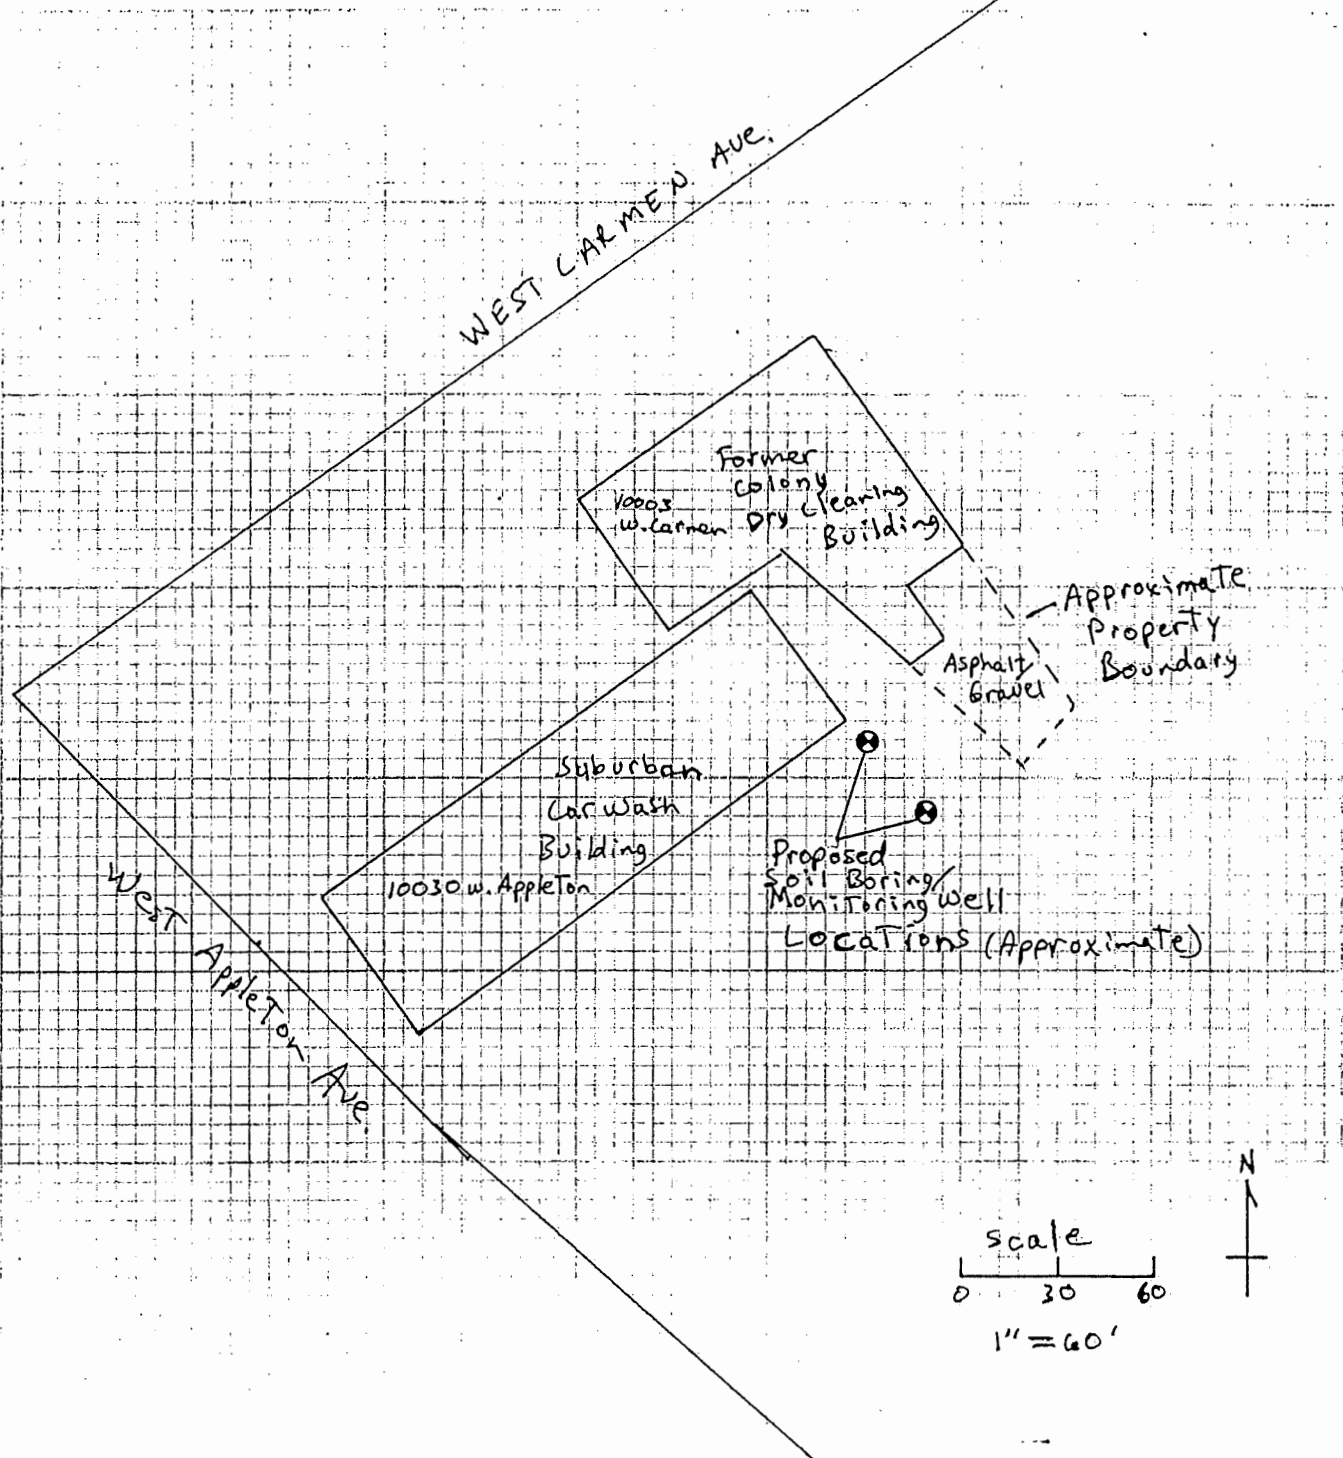 WEST CARMEN Ave.
Former
Colony
Dry Cleaning
Building
10003
W. Carmen
Approximate
Property
Boundary
Asphalt/
Gravel
Suburban
Car Wash
Building
10030 W. Appleton
Proposed
Soil Boring/
Monitoring Well
Locations (Approximate)
West Appleton Ave.
N
Scale
0 30 60
1" = 60'